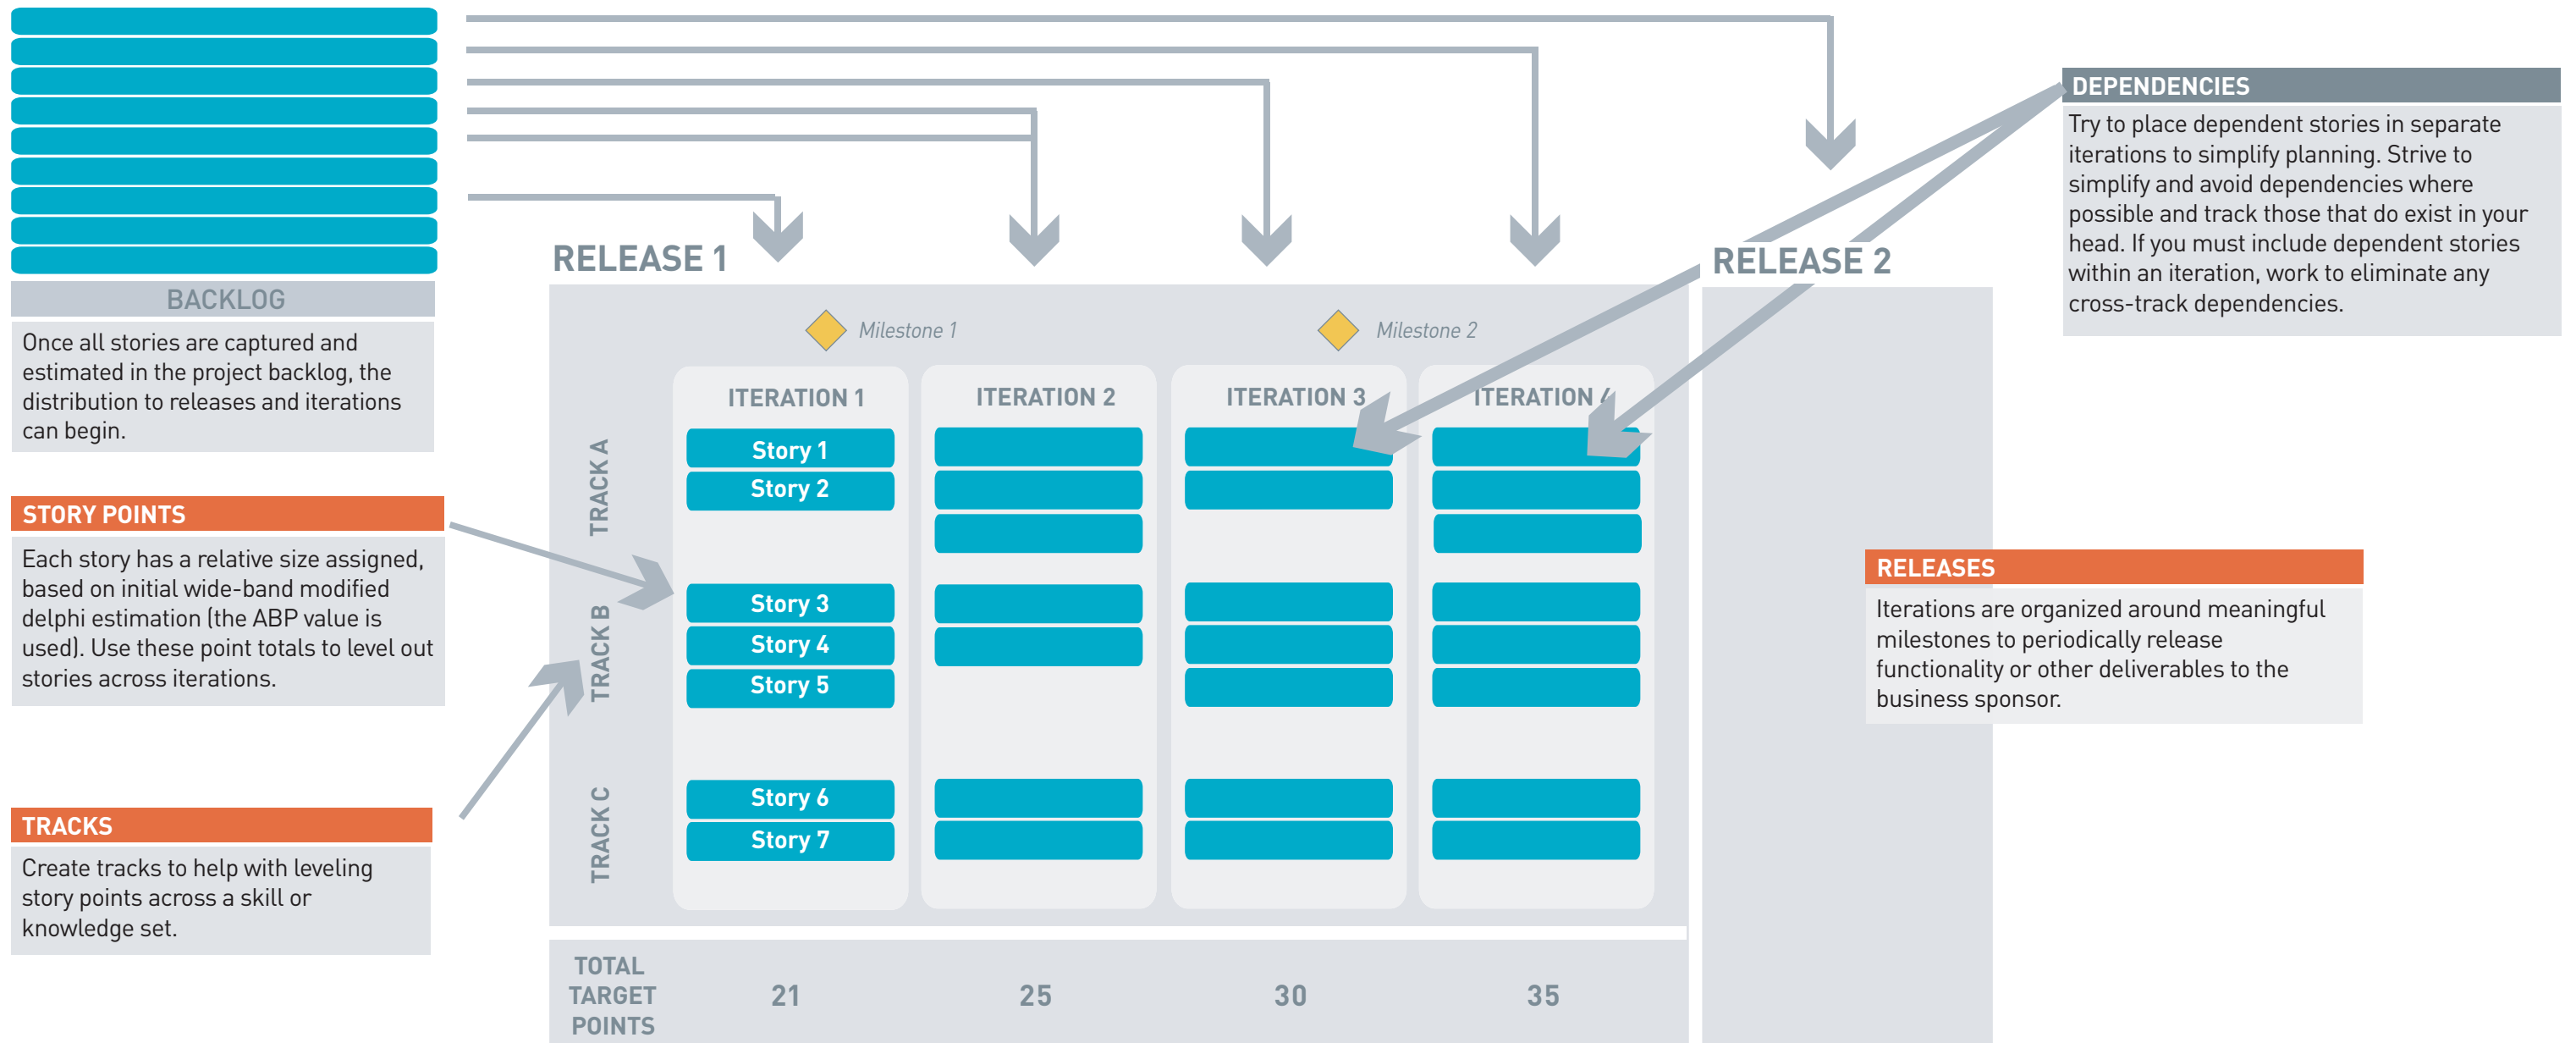 BACKLOG
Once all stories are captured and
estimated in the project backlog, the
distribution to releases and iterations
can begin.
STORY POINTS
Each story has a relative size assigned,
based on initial wide-band modified
delphi estimation (the ABP value is
used). Use these point totals to level out
stories across iterations.
TRACKS
Create tracks to help with leveling
story points across a skill or
knowledge set.
RELEASE 1
Milestone 1
Milestone 2
ITERATION 1
ITERATION 2
ITERATION 3
ITERATION 4
TRACK A
Story 1
Story 2
TRACK B
Story 3
Story 4
Story 5
TRACK C
Story 6
Story 7
TOTAL
TARGET
POINTS
21
25
30
35
RELEASE 2
DEPENDENCIES
Try to place dependent stories in separate
iterations to simplify planning. Strive to
simplify and avoid dependencies where
possible and track those that do exist in your
head. If you must include dependent stories
within an iteration, work to eliminate any
cross-track dependencies.
RELEASES
Iterations are organized around meaningful
milestones to periodically release
functionality or other deliverables to the
business sponsor.